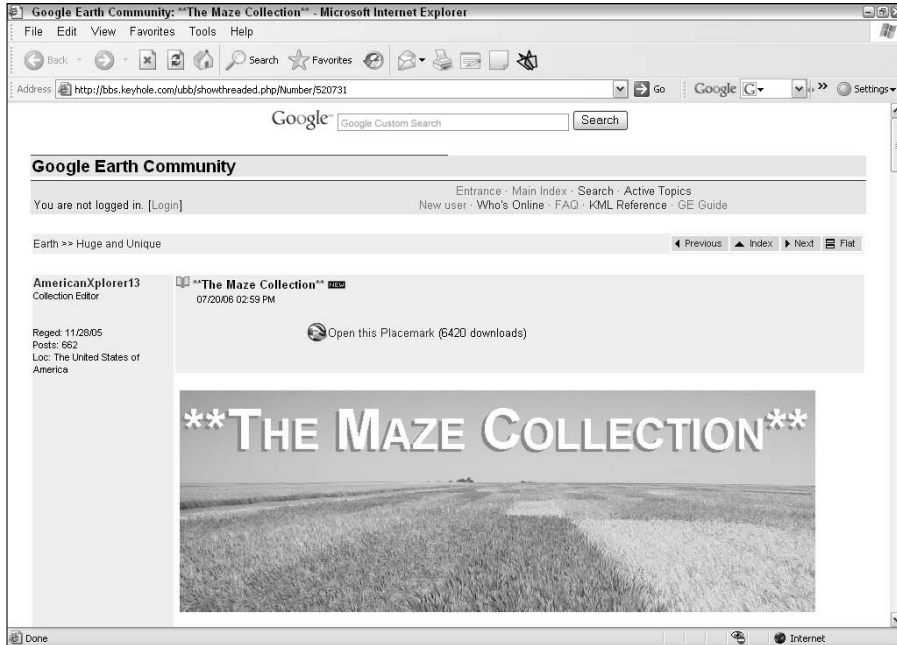 Google Earth Community: **The Maze Collection** - Microsoft Internet Explorer
File Edit View Favorites Tools Help
Back Search Favorites
Address http://bbs.keyhole.com/ubb/showthreaded.php/Number/520731 Go Google G Settings
Google™ Google Custom Search Search
Google Earth Community
Entrance · Main Index · Search · Active Topics
You are not logged in. [Login] New user · Who's Online · FAQ · KML Reference · GE Guide
Earth >> Huge and Unique Previous Index Next Flat
AmericanXplorer13 **The Maze Collection** NEW
Collection Editor 07/20/06 02:59 PM
Reged: 11/28/05 Open this Placemark (6420 downloads)
Posts: 662
Loc: The United States of
America
**THE MAZE COLLECTION**
Done Internet